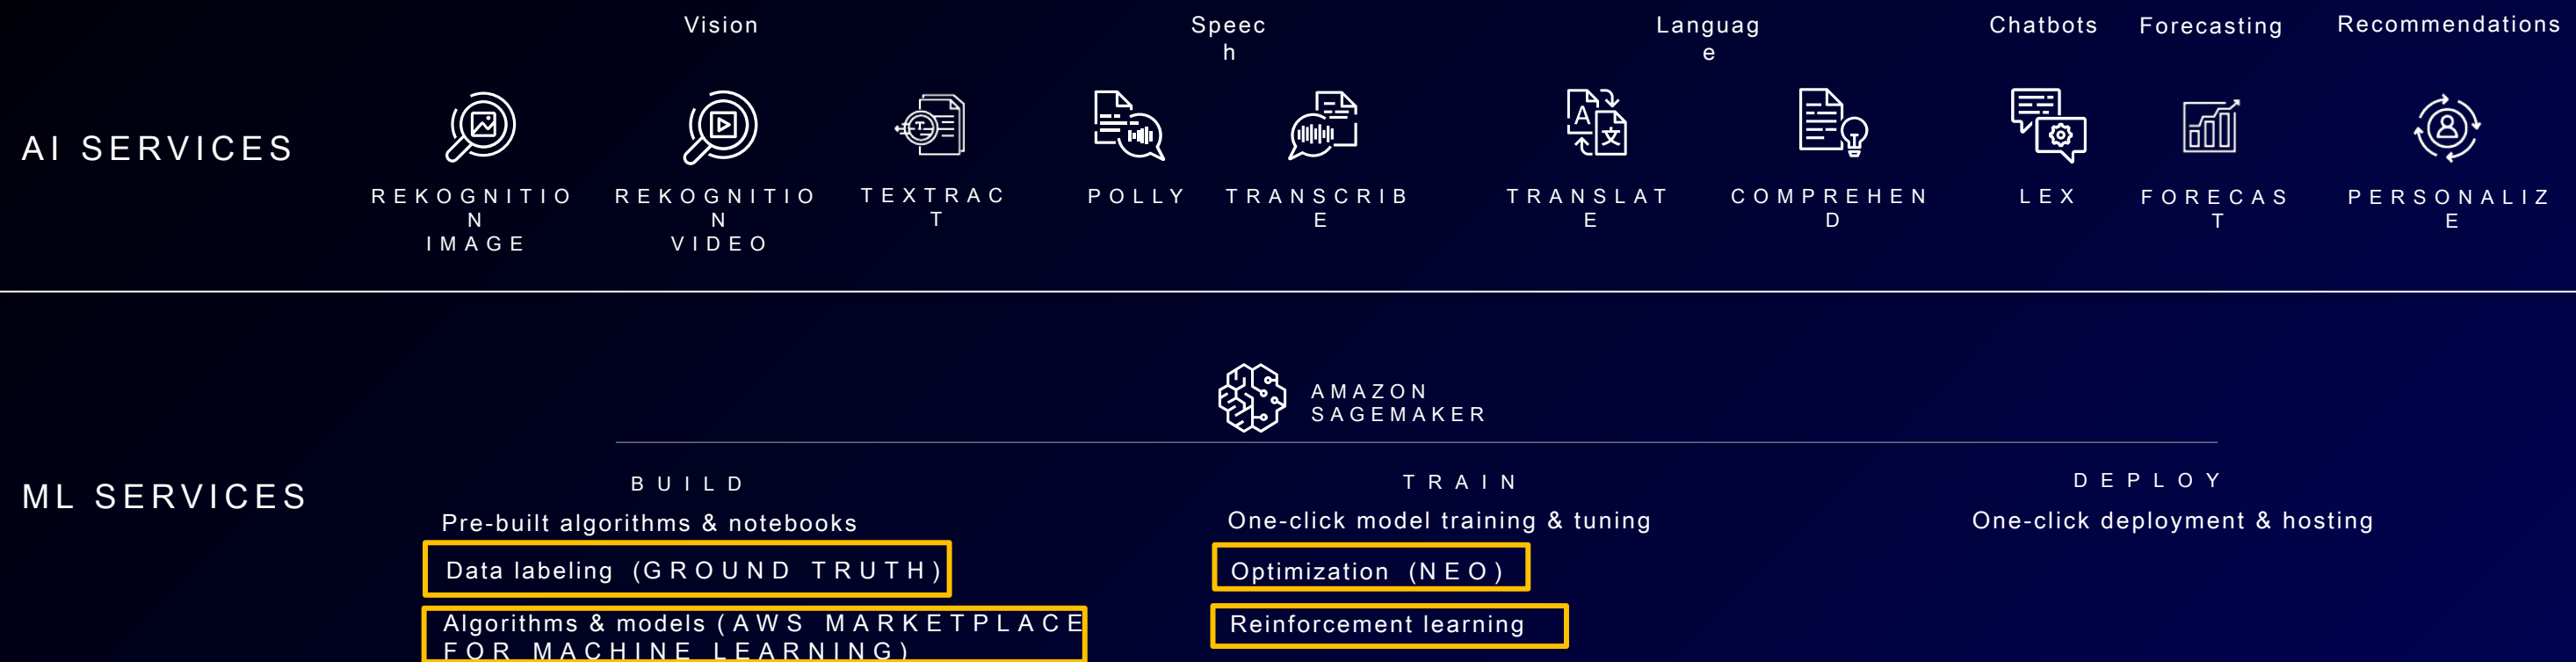 Vision
Speec
h
Languag
e
Chatbots
Forecasting
Recommendations
AI SERVICES
REKOGNITIO
N
IMAGE
REKOGNITIO
N
VIDEO
TEXTRAC
T
POLLY
TRANSCRIB
E
TRANSLAT
E
COMPREHEN
D
LEX
FORECAS
T
PERSONALIZ
E
AMAZON
SAGEMAKER
ML SERVICES
BUILD
Pre-built algorithms & notebooks
Data labeling (GROUND TRUTH)
Algorithms & models (AWS MARKETPLACE
FOR MACHINE LEARNING)
TRAIN
One-click model training & tuning
Optimization (NEO)
Reinforcement learning
DEPLOY
One-click deployment & hosting